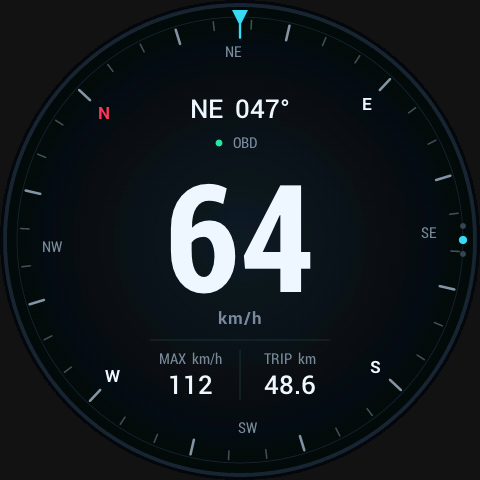 NE
N
E
NE 047°
OBD
64
NW
SE
km/h
MAX km/h
TRIP km
112
48.6
W
S
SW